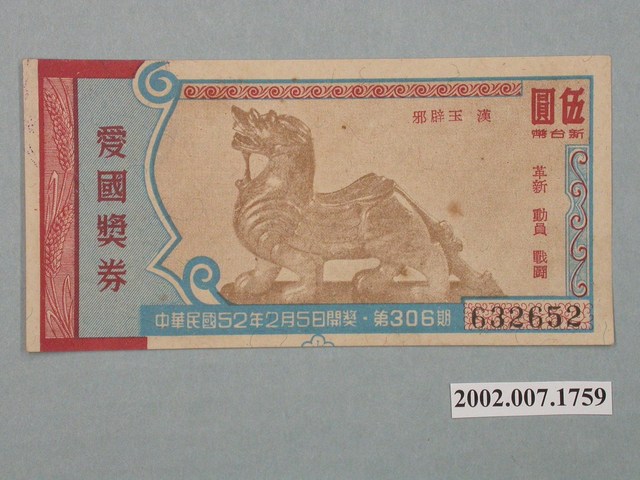 愛國獎券
漢玉辟邪
伍圓
新台幣
革新 動員 戰鬪
中華民國52年2月5日開獎·第306期
632652
2002.007.1759